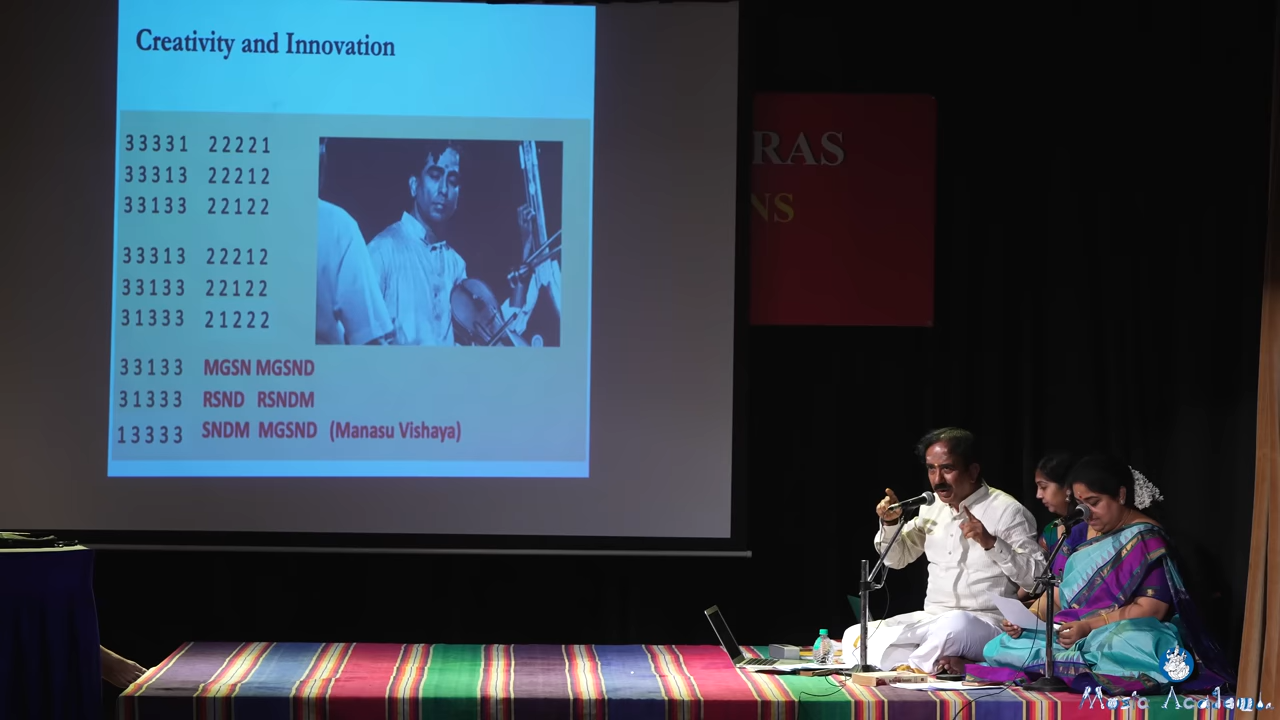 Creativity and Innovation
33331 22221
33313 22212
33133 22122
33313 22212
33133 22122
31333 21222
33133 MGSN MGSND
31333 RSND RSNDM
13333 SNDM MGSND (Manasu Vishaya)
RAS
NS
Music Academy